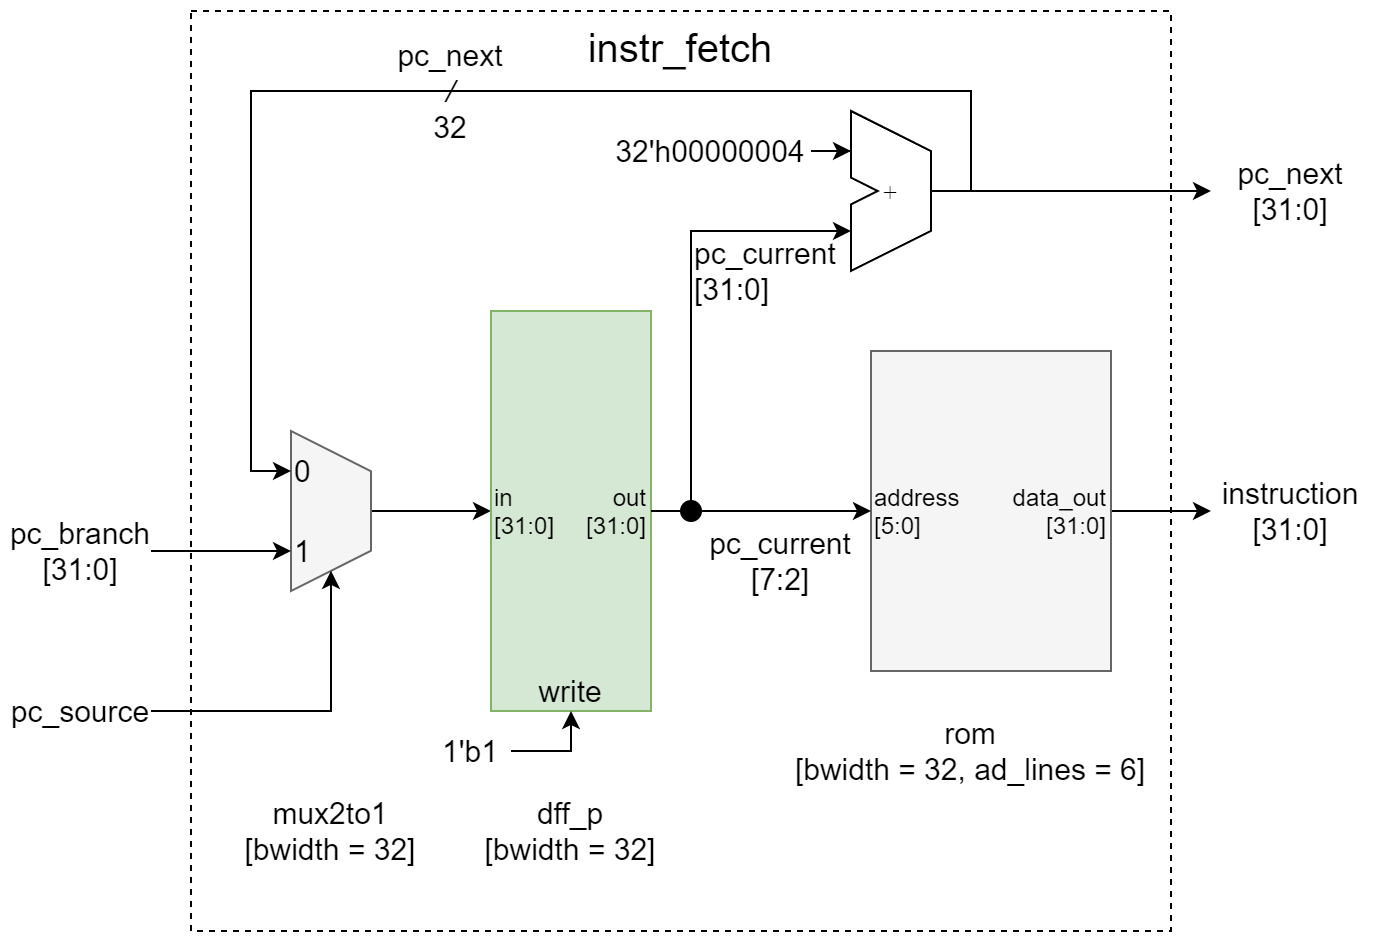 instr_fetch
pc_next
32
32'h00000004
+
pc_next
[31:0]
pc_current
[31:0]
0
1
pc_branch
[31:0]
pc_source
in
[31:0]
out
[31:0]
write
1'b1
pc_current
[7:2]
address
[5:0]
data_out
[31:0]
instruction
[31:0]
rom
[bwidth = 32, ad_lines = 6]
mux2to1
[bwidth = 32]
dff_p
[bwidth = 32]